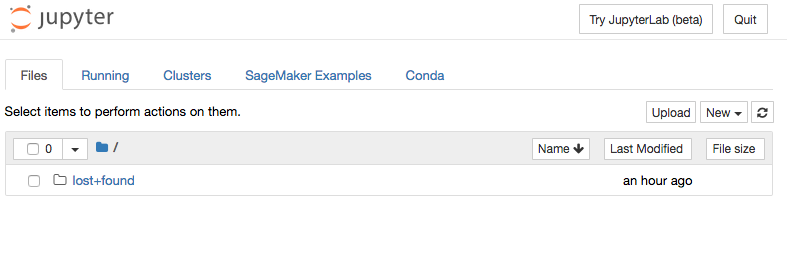 jupyter Try JupyterLab (beta) Quit
Files Running Clusters SageMaker Examples Conda
Select items to perform actions on them. Upload New
0 / Name Last Modified File size
lost+found an hour ago